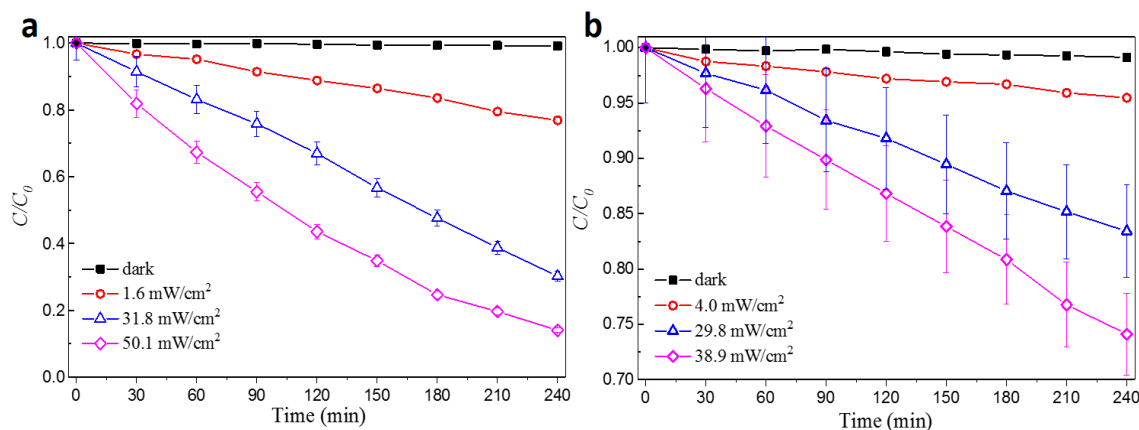 a
1.0
0.8
0.6
0.4
0.2
0.0
C/C₀
dark
1.6 mW/cm²
31.8 mW/cm²
50.1 mW/cm²
0 30 60 90 120 150 180 210 240
Time (min)
b
1.00
0.95
0.90
0.85
0.80
0.75
0.70
C/C₀
dark
4.0 mW/cm²
29.8 mW/cm²
38.9 mW/cm²
0 30 60 90 120 150 180 210 240
Time (min)